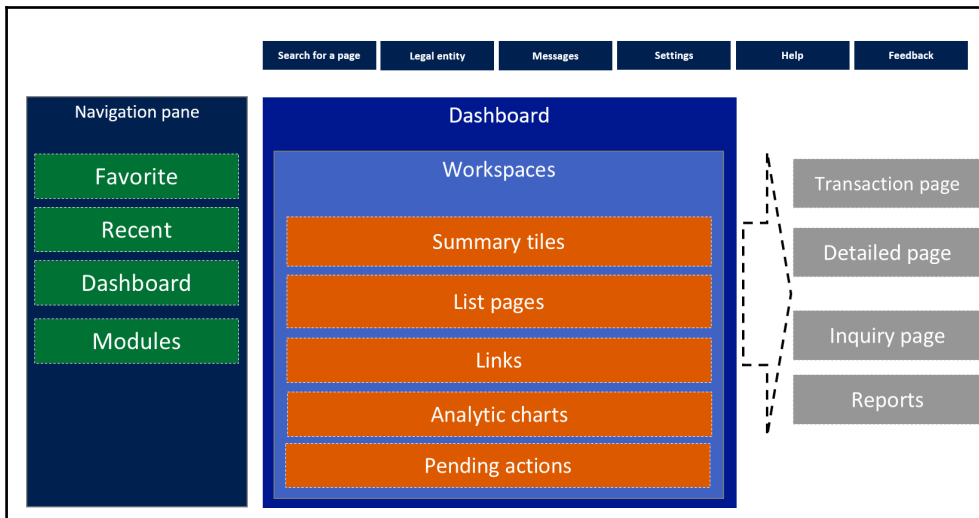 Search for a page
Legal entity
Messages
Settings
Help
Feedback
Navigation pane
Favorite
Recent
Dashboard
Modules
Dashboard
Workspaces
Summary tiles
List pages
Links
Analytic charts
Pending actions
Transaction page
Detailed page
Inquiry page
Reports